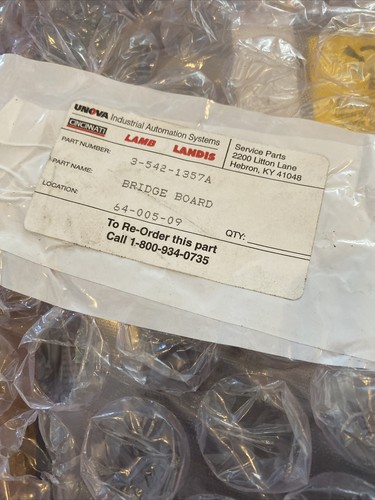 UNOVA Industrial Automation Systems
CINCINNATI LAMB LANDIS
Service Parts
2200 Litton Lane
Hebron, KY 41048
PART NUMBER: 3-542-1357A
PART NAME: BRIDGE BOARD
LOCATION: 64-005-09
QTY:
To Re-Order this part
Call 1-800-934-0735